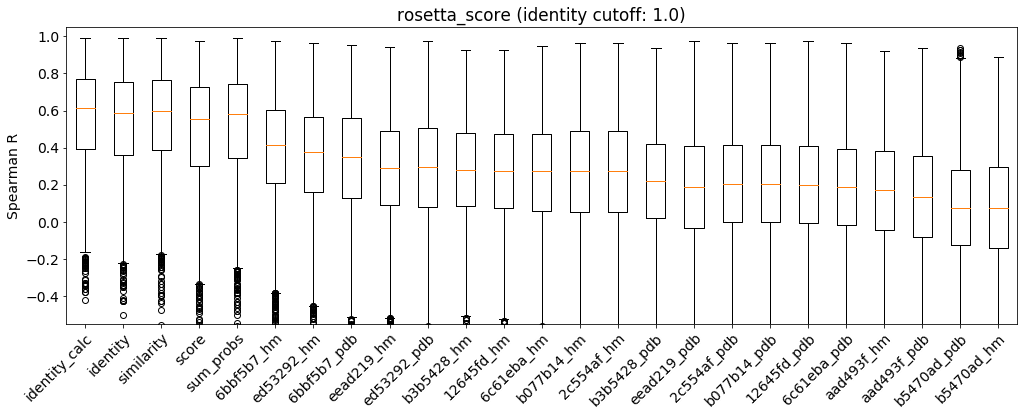 rosetta_score (identity cutoff: 1.0)
Spearman R
1.0
0.8
0.6
0.4
0.2
0.0
−0.2
−0.4
identity_calc
identity
similarity
score
sum_probs
6bbf5b7_hm
ed53292_hm
6bbf5b7_pdb
eead219_hm
ed53292_pdb
b3b5428_hm
12645fd_hm
6c61eba_hm
b077b14_hm
2c554af_hm
b3b5428_pdb
eead219_pdb
2c554af_pdb
b077b14_pdb
12645fd_pdb
6c61eba_pdb
aad493f_hm
aad493f_pdb
b5470ad_pdb
b5470ad_hm